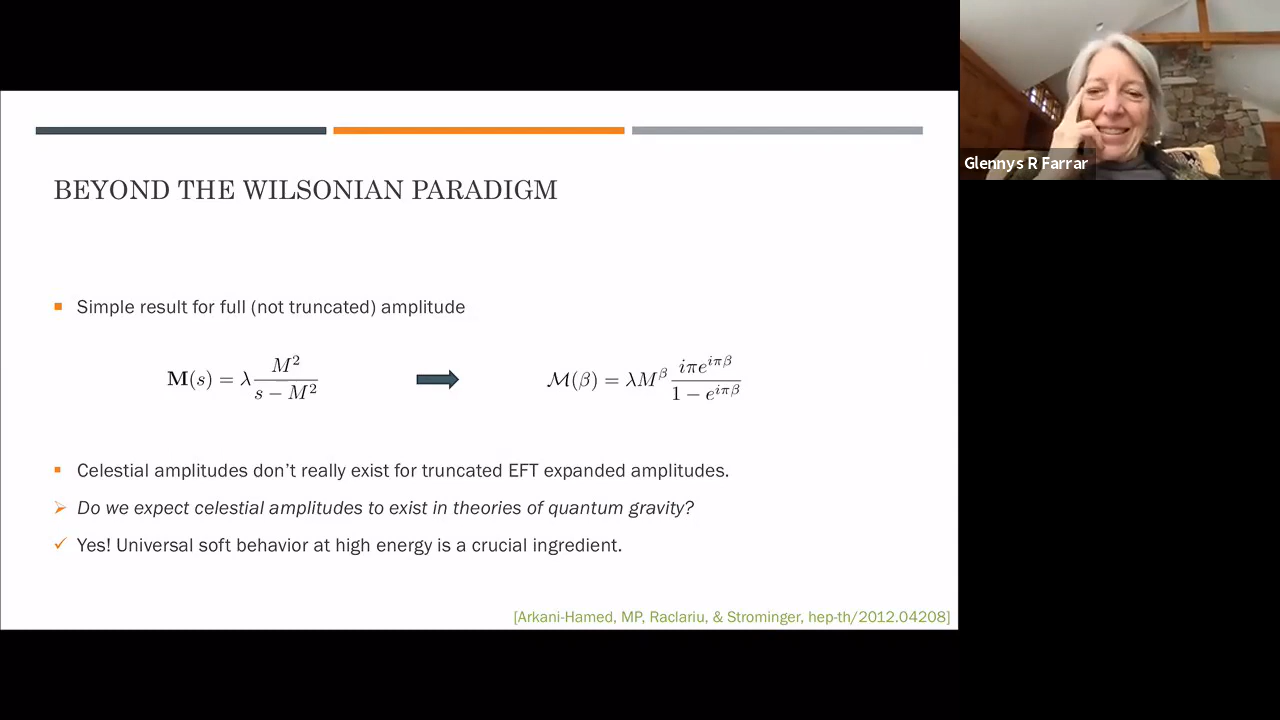 Glennys R Farrar
BEYOND THE WILSONIAN PARADIGM
Simple result for full (not truncated) amplitude
M(s) = λ M² / (s − M²)
ℳ(β) = λM^β iπe^{iπβ} / (1 − e^{iπβ})
Celestial amplitudes don't really exist for truncated EFT expanded amplitudes.
Do we expect celestial amplitudes to exist in theories of quantum gravity?
Yes! Universal soft behavior at high energy is a crucial ingredient.
[Arkani-Hamed, MP, Raclariu, & Strominger, hep-th/2012.04208]